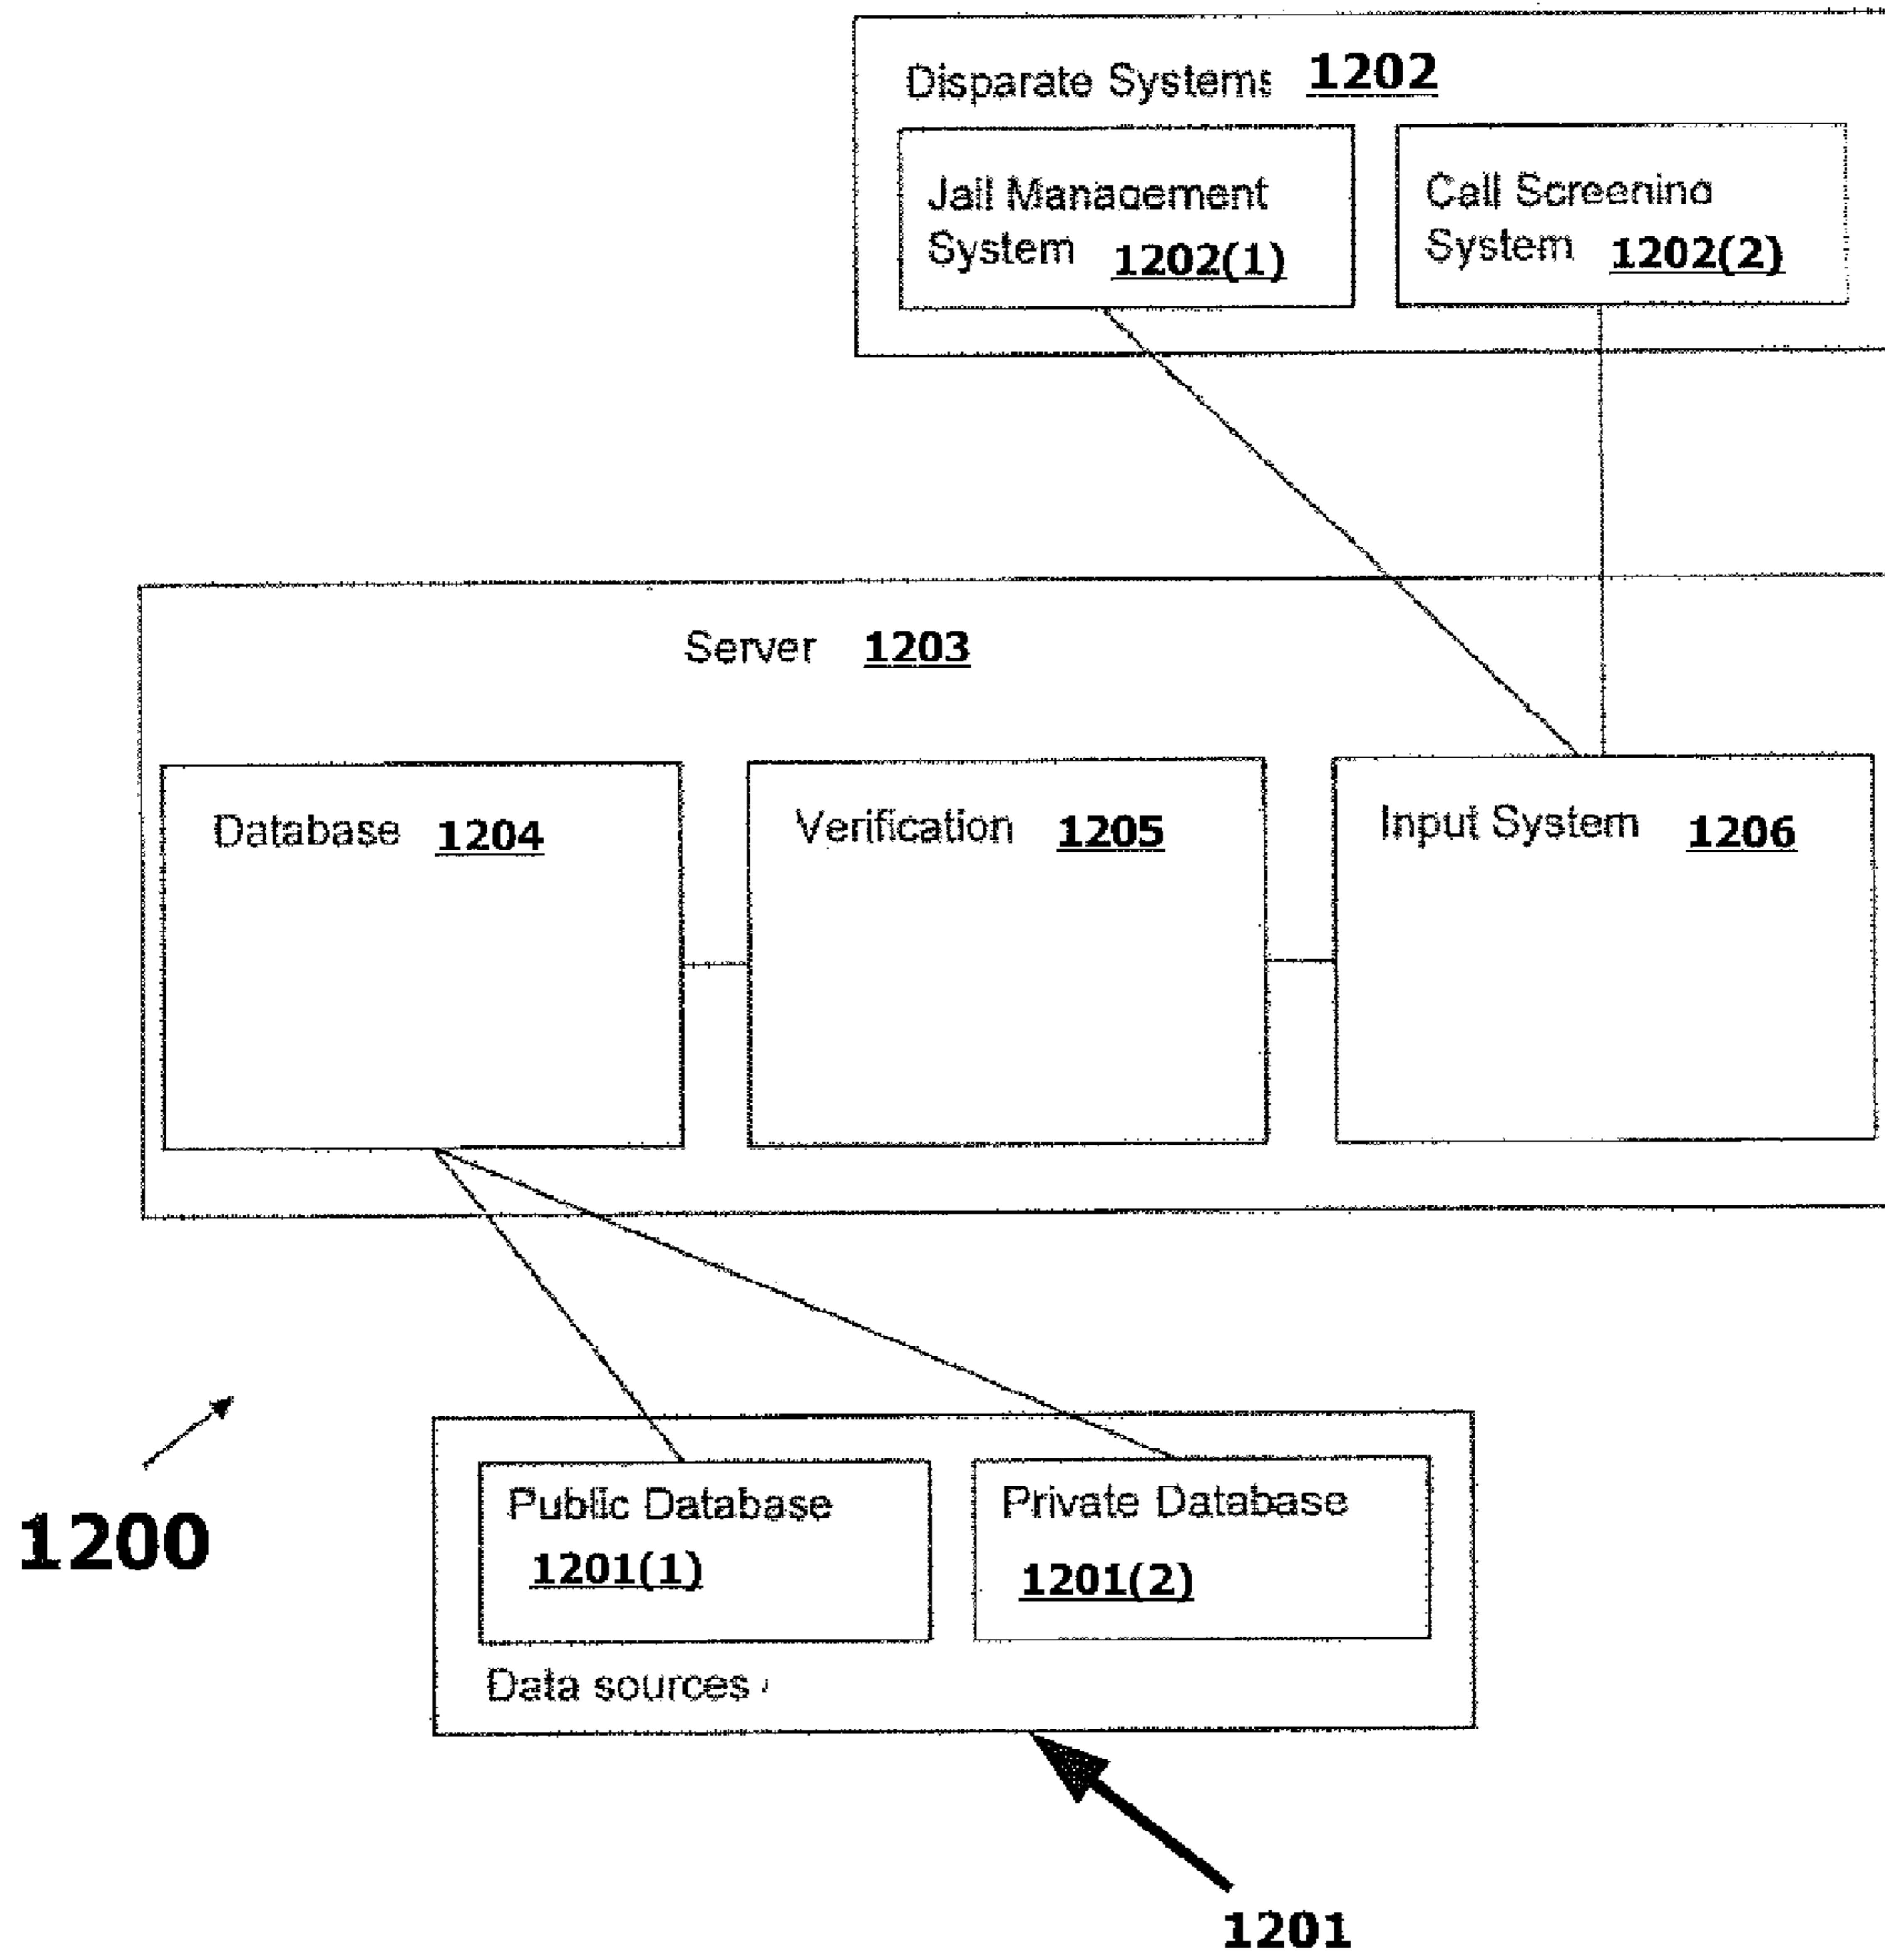 Disparate Systems 1202
Jail Management
System 1202(1)
Call Screening
System 1202(2)
Server 1203
Database 1204
Verification 1205
Input System 1206
1200
Public Database
1201(1)
Private Database
1201(2)
Data sources
1201